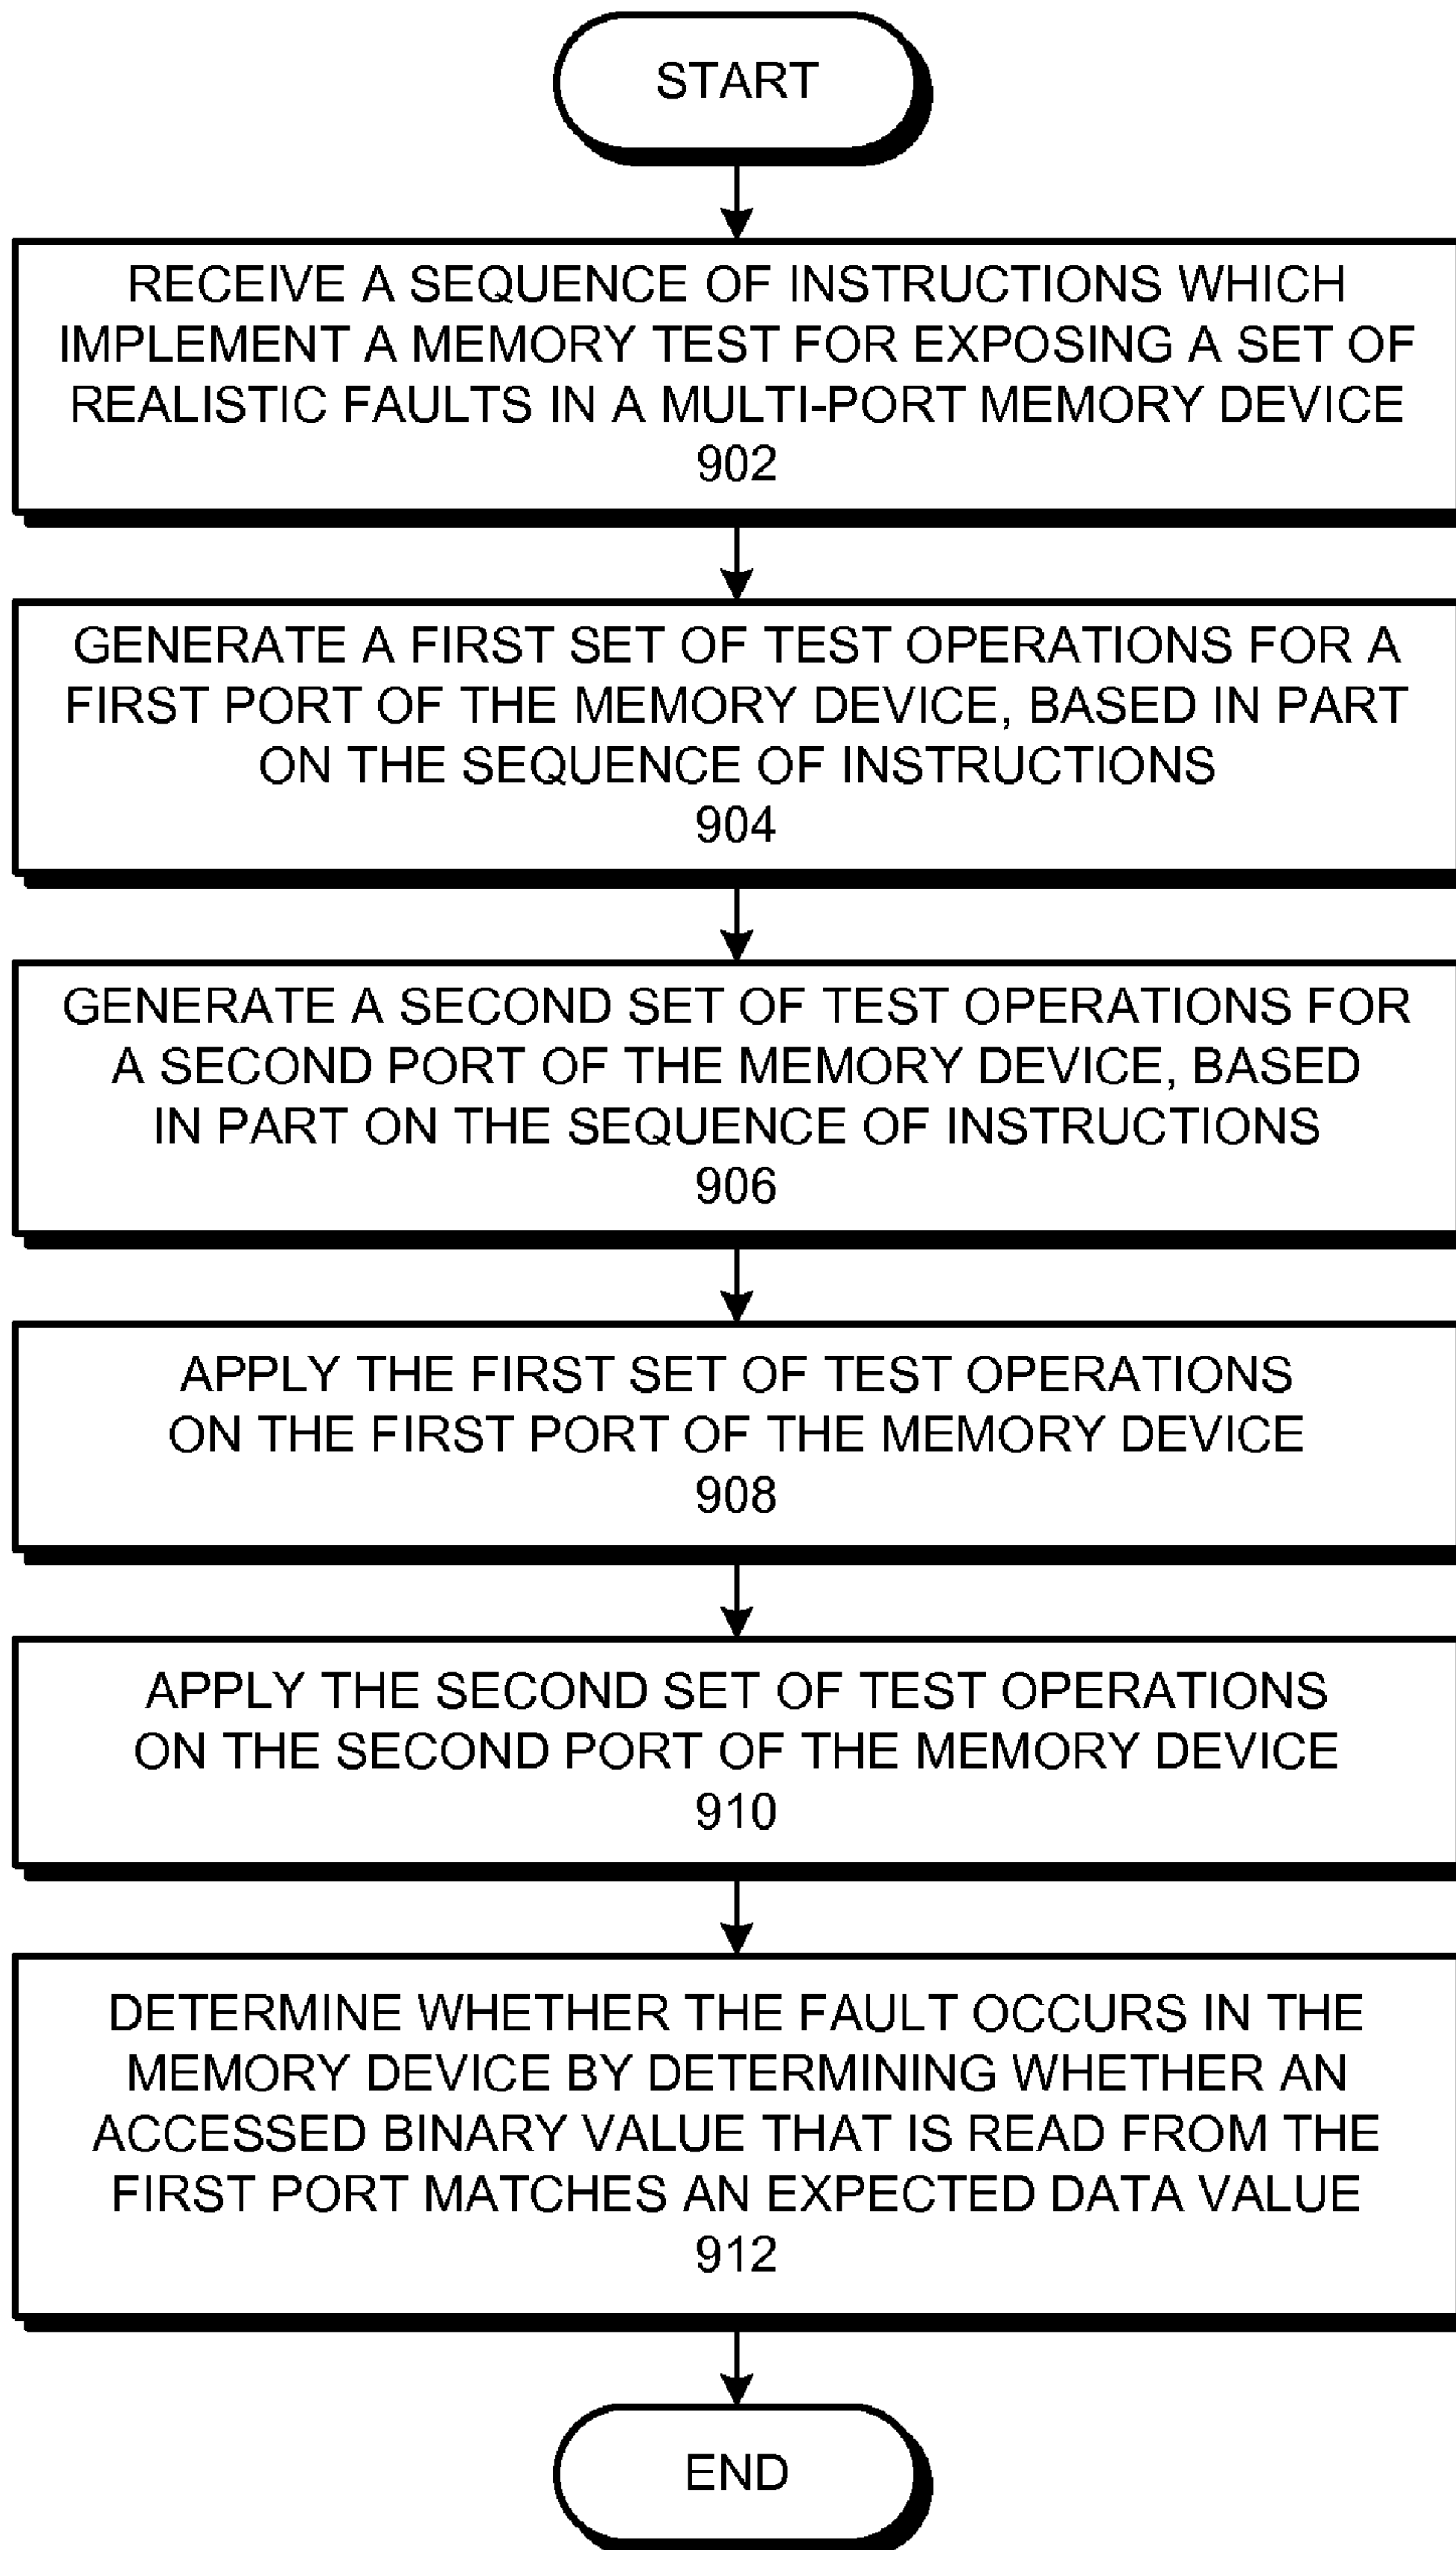 START
RECEIVE A SEQUENCE OF INSTRUCTIONS WHICH
IMPLEMENT A MEMORY TEST FOR EXPOSING A SET OF
REALISTIC FAULTS IN A MULTI-PORT MEMORY DEVICE
902
GENERATE A FIRST SET OF TEST OPERATIONS FOR A
FIRST PORT OF THE MEMORY DEVICE, BASED IN PART
ON THE SEQUENCE OF INSTRUCTIONS
904
GENERATE A SECOND SET OF TEST OPERATIONS FOR
A SECOND PORT OF THE MEMORY DEVICE, BASED
IN PART ON THE SEQUENCE OF INSTRUCTIONS
906
APPLY THE FIRST SET OF TEST OPERATIONS
ON THE FIRST PORT OF THE MEMORY DEVICE
908
APPLY THE SECOND SET OF TEST OPERATIONS
ON THE SECOND PORT OF THE MEMORY DEVICE
910
DETERMINE WHETHER THE FAULT OCCURS IN THE
MEMORY DEVICE BY DETERMINING WHETHER AN
ACCESSED BINARY VALUE THAT IS READ FROM THE
FIRST PORT MATCHES AN EXPECTED DATA VALUE
912
END